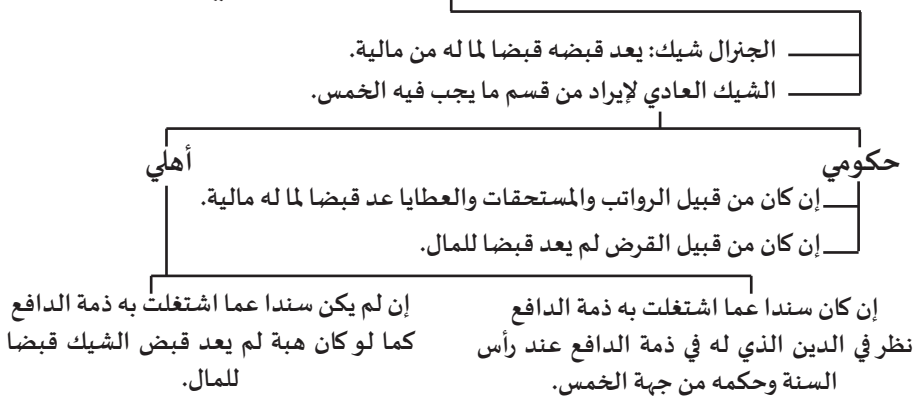 الجنرال شيك: يعد قبضه قبضا لما له من مالية.
الشيك العادي لإيراد من قسم ما يجب فيه الخمس.
حكومي
أهلي
إن كان من قبيل الرواتب والمستحقات والعطايا عد قبضا لما له مالية.
إن كان من قبيل القرض لم يعد قبضا للمال.
إن كان سندا عما اشتغلت به ذمة الدافع
نظر في الدين الذي له في ذمة الدافع عند رأس
السنة وحكمه من جهة الخمس.
إن لم يكن سندا عما اشتغلت به ذمة الدافع
كما لو كان هبة لم يعد قبض الشيك قبضا
للمال.